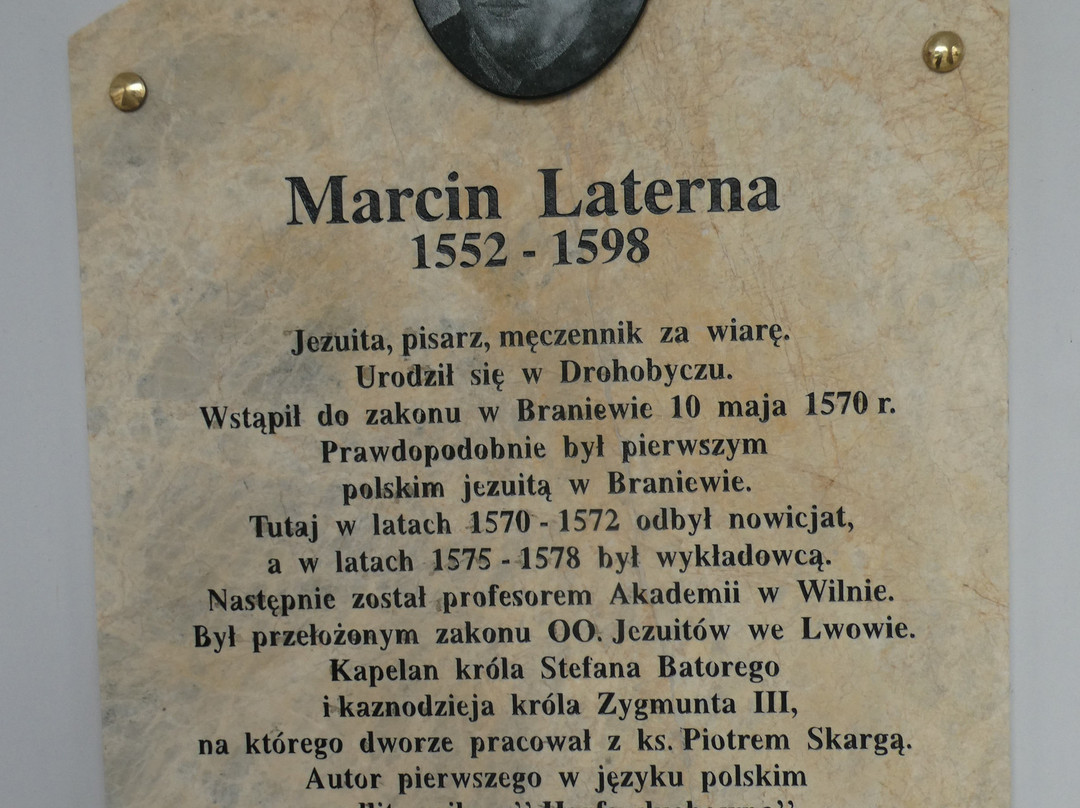 Marcin Laterna
1552 - 1598
Jezuita, pisarz, męczennik za wiarę.
Urodził się w Drohobyczu.
Wstąpił do zakonu w Braniewie 10 maja 1570 r.
Prawdopodobnie był pierwszym
polskim jezuitą w Braniewie.
Tutaj w latach 1570 - 1572 odbył nowicjat,
a w latach 1575 - 1578 był wykładowcą.
Następnie został profesorem Akademii w Wilnie.
Był przełożonym zakonu OO. Jezuitów we Lwowie.
Kapelan króla Stefana Batorego
i kaznodzieja króla Zygmunta III,
na którego dworze pracował z ks. Piotrem Skargą.
Autor pierwszego w języku polskim